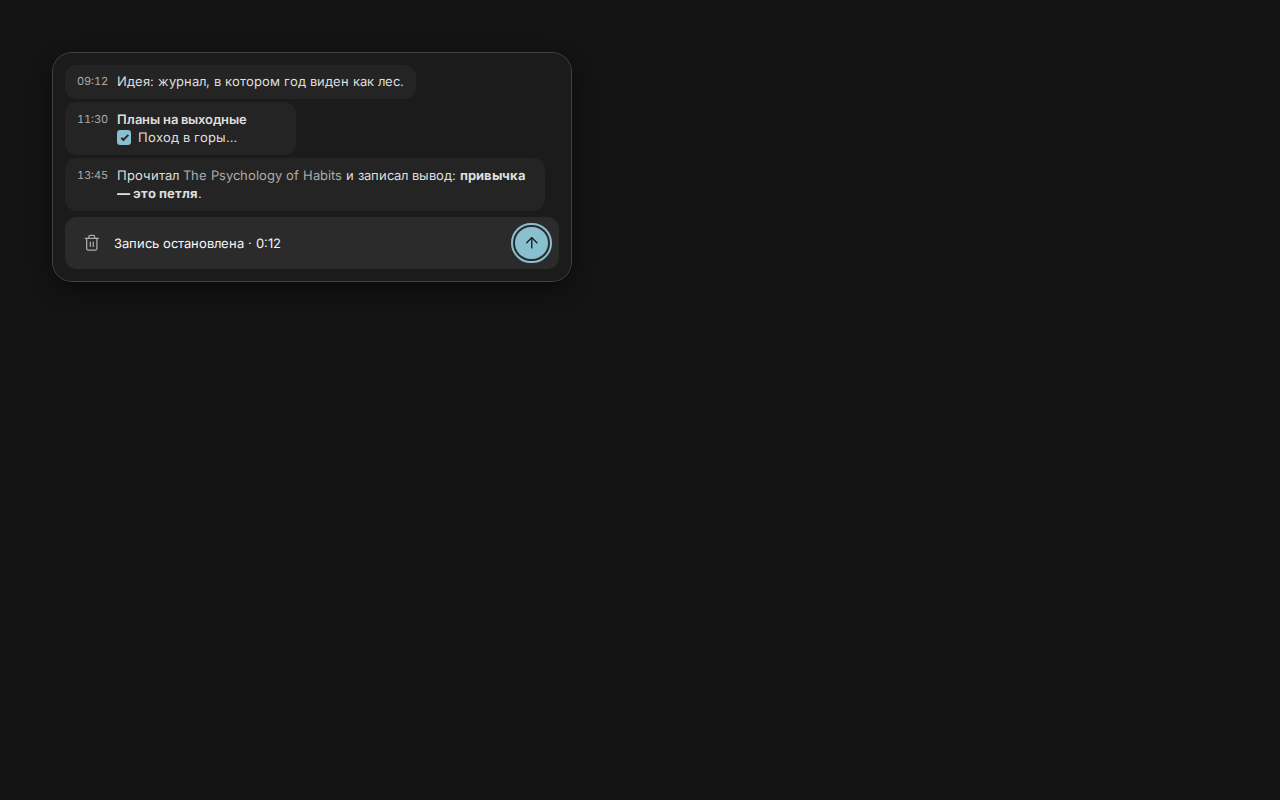 09:12 Идея: журнал, в котором год виден как лес.
11:30 Планы на выходные
Поход в горы...
13:45 Прочитал The Psychology of Habits и записал вывод: привычка
— это петля.
Запись остановлена · 0:12